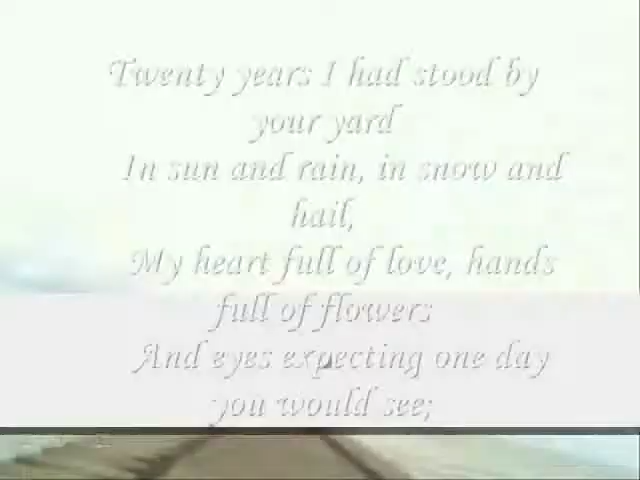 Twenty years I had stood by
your yard
In sun and rain, in snow and
hail,
My heart full of love, hands
full of flowers
And eyes expecting one day
you would see;